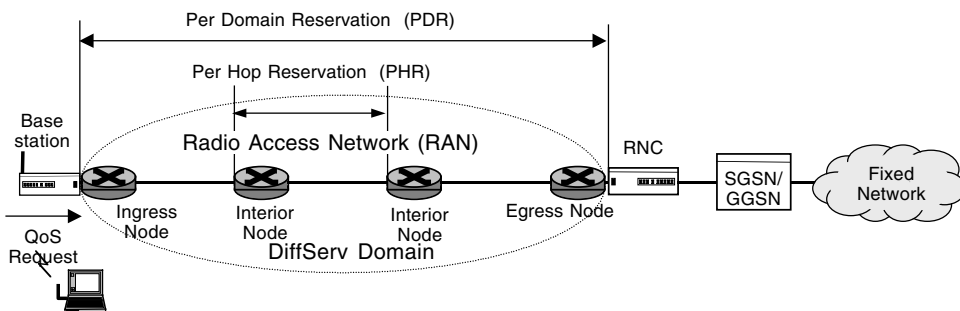 Per Domain Reservation (PDR)
Per Hop Reservation (PHR)
Base
station
Radio Access Network (RAN)
RNC
SGSN/
GGSN
Fixed
Network
Ingress
Node
Interior
Node
Interior
Node
Egress Node
QoS
Request
DiffServ Domain